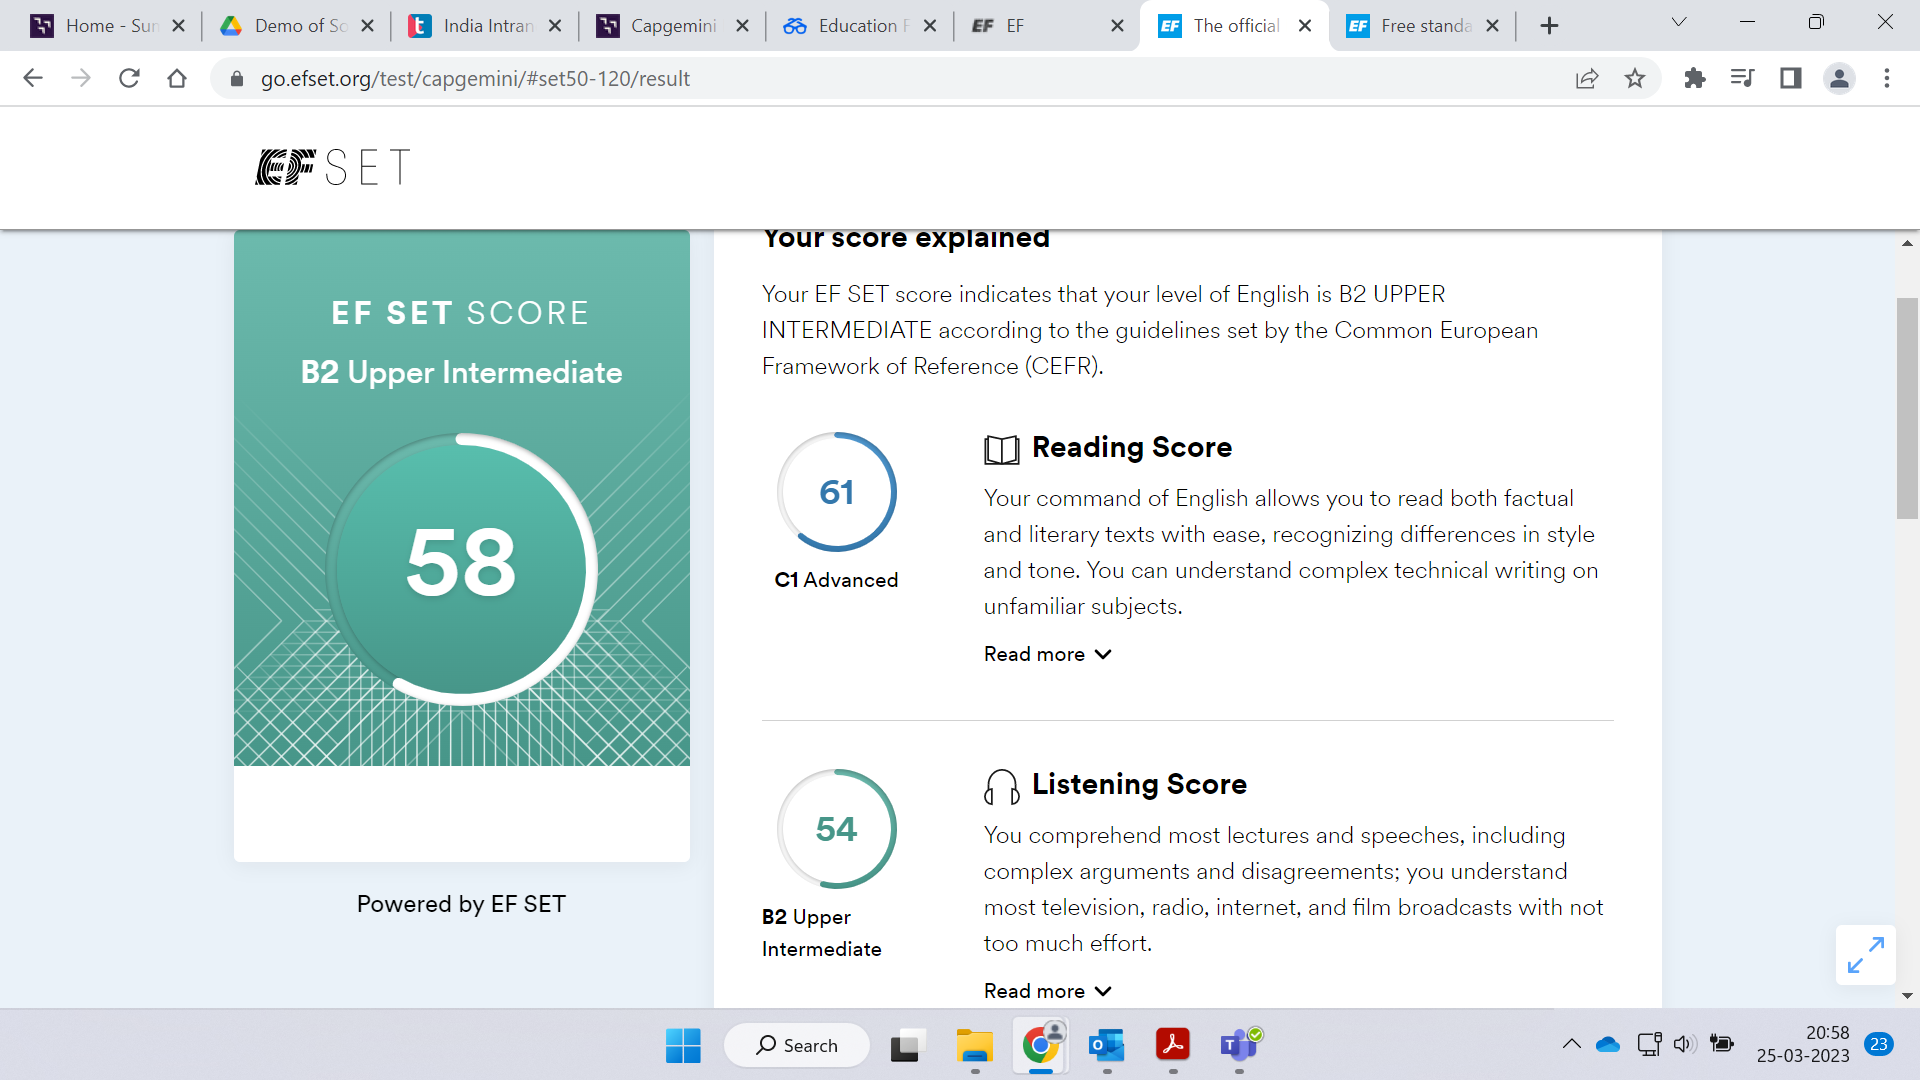 Home - Sun
Demo of So
India Intran
Capgemini
Education F
EF EF
EF The official
EF Free standa
go.efset.org/test/capgemini/#set50-120/result
EF SET
EF SET SCORE
B2 Upper Intermediate
58
Powered by EF SET
Your score explained
Your EF SET score indicates that your level of English is B2 UPPER
INTERMEDIATE according to the guidelines set by the Common European
Framework of Reference (CEFR).
61
C1 Advanced
Reading Score
Your command of English allows you to read both factual
and literary texts with ease, recognizing differences in style
and tone. You can understand complex technical writing on
unfamiliar subjects.
Read more
54
B2 Upper
Intermediate
Listening Score
You comprehend most lectures and speeches, including
complex arguments and disagreements; you understand
most television, radio, internet, and film broadcasts with not
too much effort.
Read more
Search
20:58
25-03-2023
23